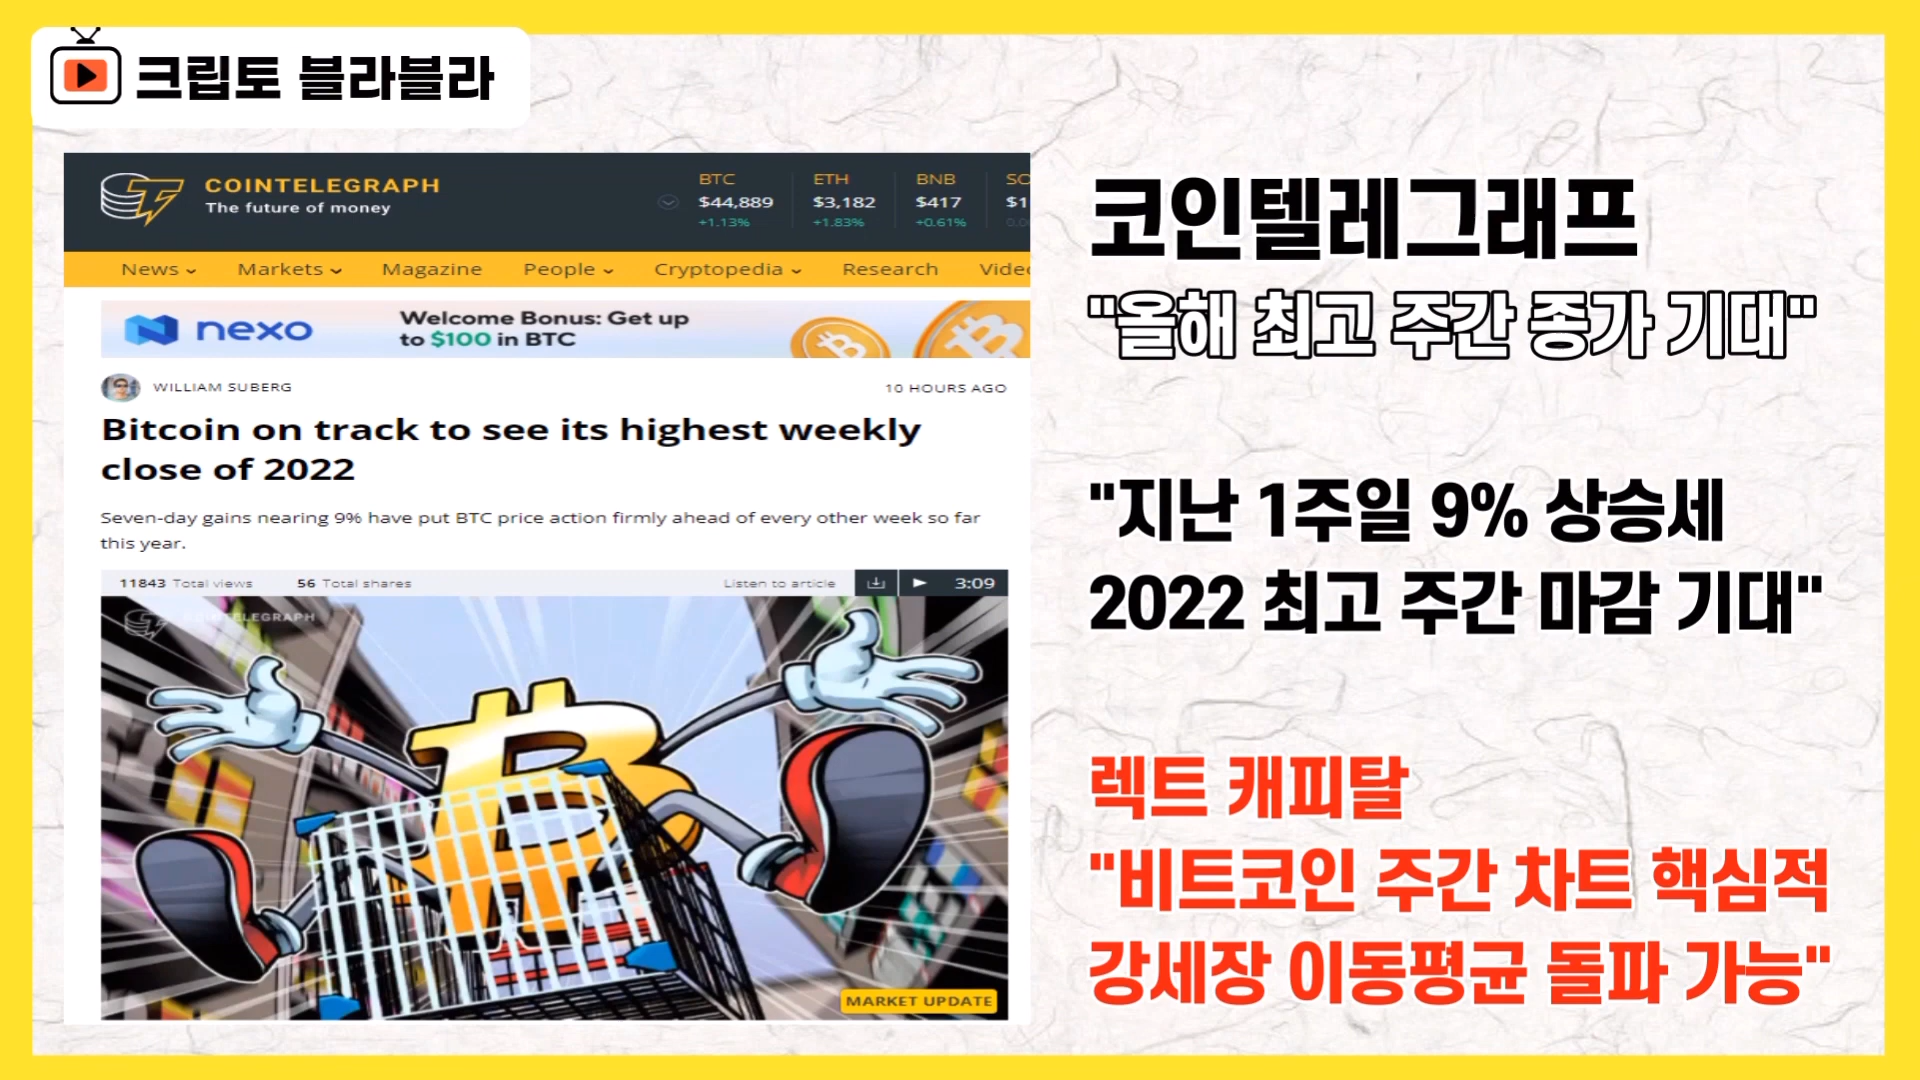 크립토 블라블라
COINTELEGRAPH
The future of money
BTC
$44,889
+1.13%
ETH
$3,182
+1.83%
BNB
$417
+0.61%
SO
$1
0.0
News
Markets
Magazine
People
Cryptopedia
Research
Video
nexo
Welcome Bonus: Get up
to $100 in BTC
WILLIAM SUBERG
10 HOURS AGO
Bitcoin on track to see its highest weekly
close of 2022
Seven-day gains nearing 9% have put BTC price action firmly ahead of every other week so far
this year.
11843 Total views
56 Total shares
Listen to article
3:09
COINTELEGRAPH
MARKET UPDATE
코인텔레그래프
"올해 최고 주간 종가 기대"
"지난 1주일 9% 상승세
2022 최고 주간 마감 기대"
렉트 캐피탈
"비트코인 주간 차트 핵심적
강세장 이동평균 돌파 가능"